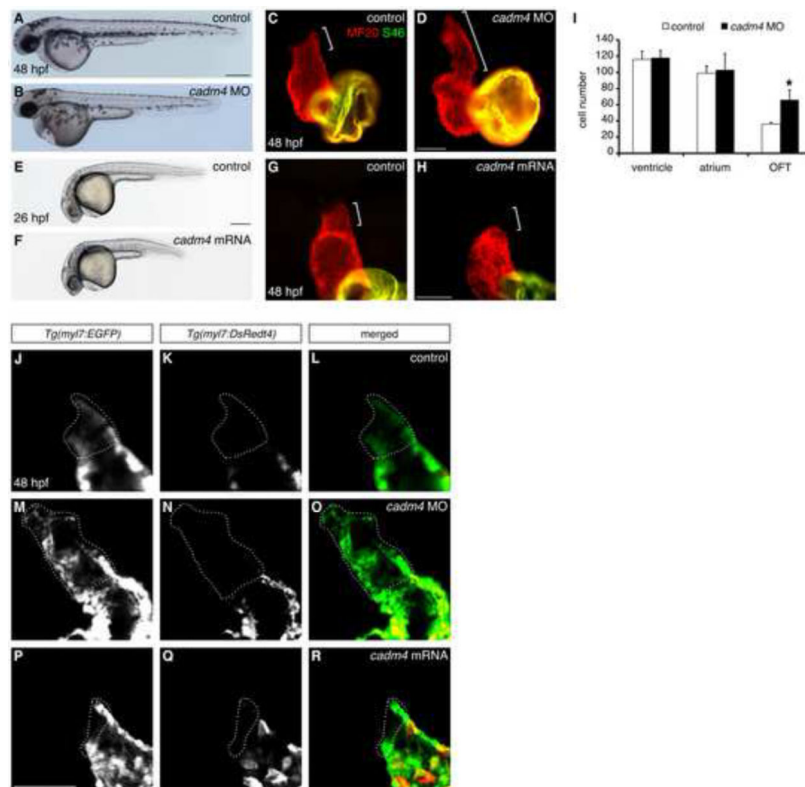 A control
48 hpf
B cadm4 MO
C control
MF20 S46
48 hpf
D cadm4 MO
E control
26 hpf
F cadm4 mRNA
G control
48 hpf
H cadm4 mRNA
I
control cadm4 MO
cell number
140
120
100
80
60
40
20
0
*
ventricle atrium OFT
Tg(myl7:EGFP) Tg(myl7:DsRedt4) merged
J K L control
48 hpf
M N O cadm4 MO
P Q R cadm4 mRNA